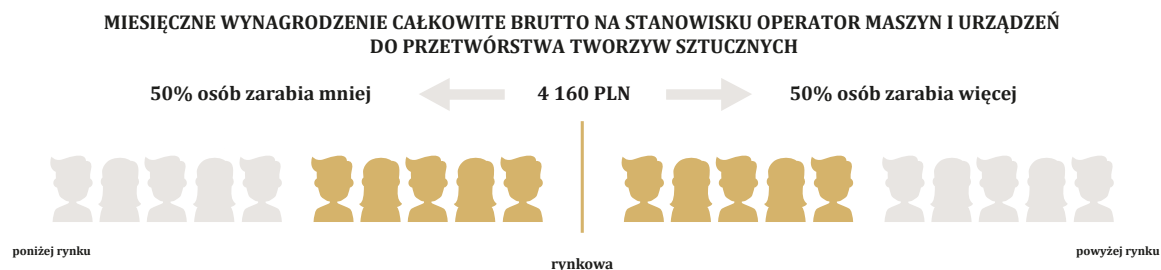 MIESIĘCZNE WYNAGRODZENIE CAŁKOWITE BRUTTO NA STANOWISKU OPERATOR MASZYN I URZĄDZEŃ
DO PRZETWÓRSTWA TWORZYW SZTUCZNYCH
50% osób zarabia mniej 4 160 PLN 50% osób zarabia więcej
poniżej rynku powyżej rynku
rynkowa